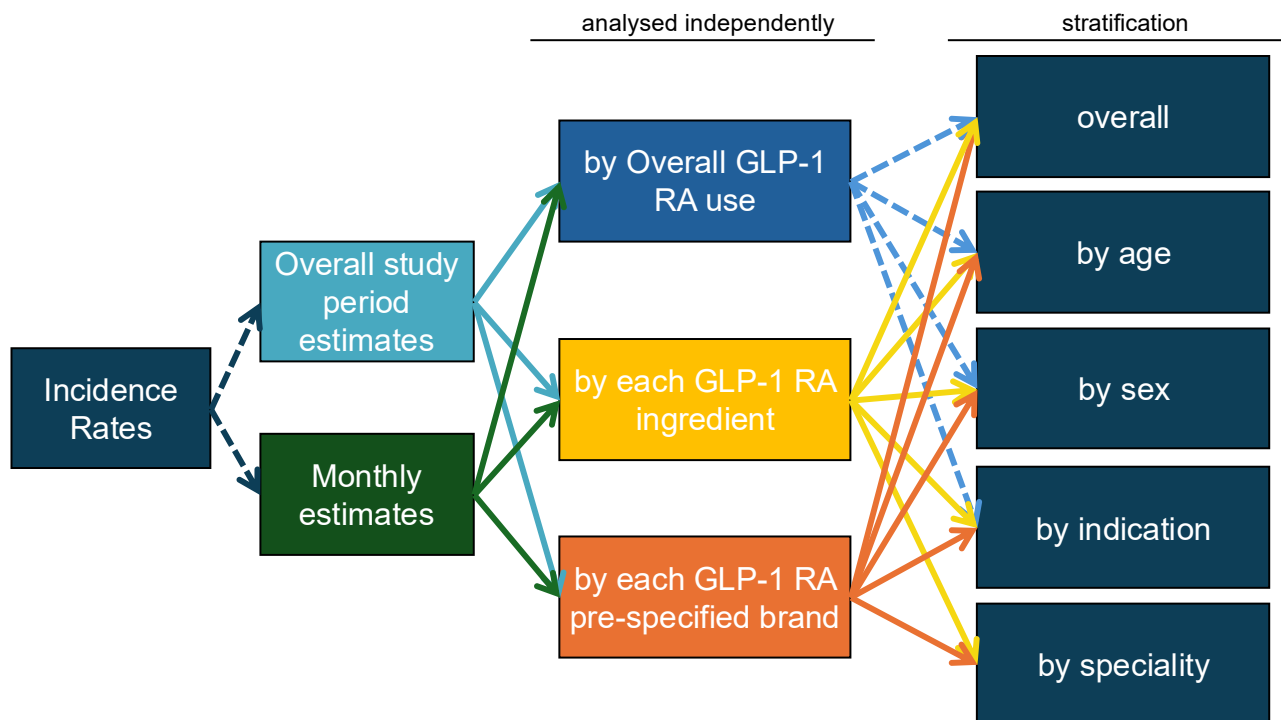 analysed independently
stratification
Incidence
Rates
Overall study
period
estimates
Monthly
estimates
by Overall GLP-1
RA use
by each GLP-1 RA
ingredient
by each GLP-1 RA
pre-specified brand
overall
by age
by sex
by indication
by speciality